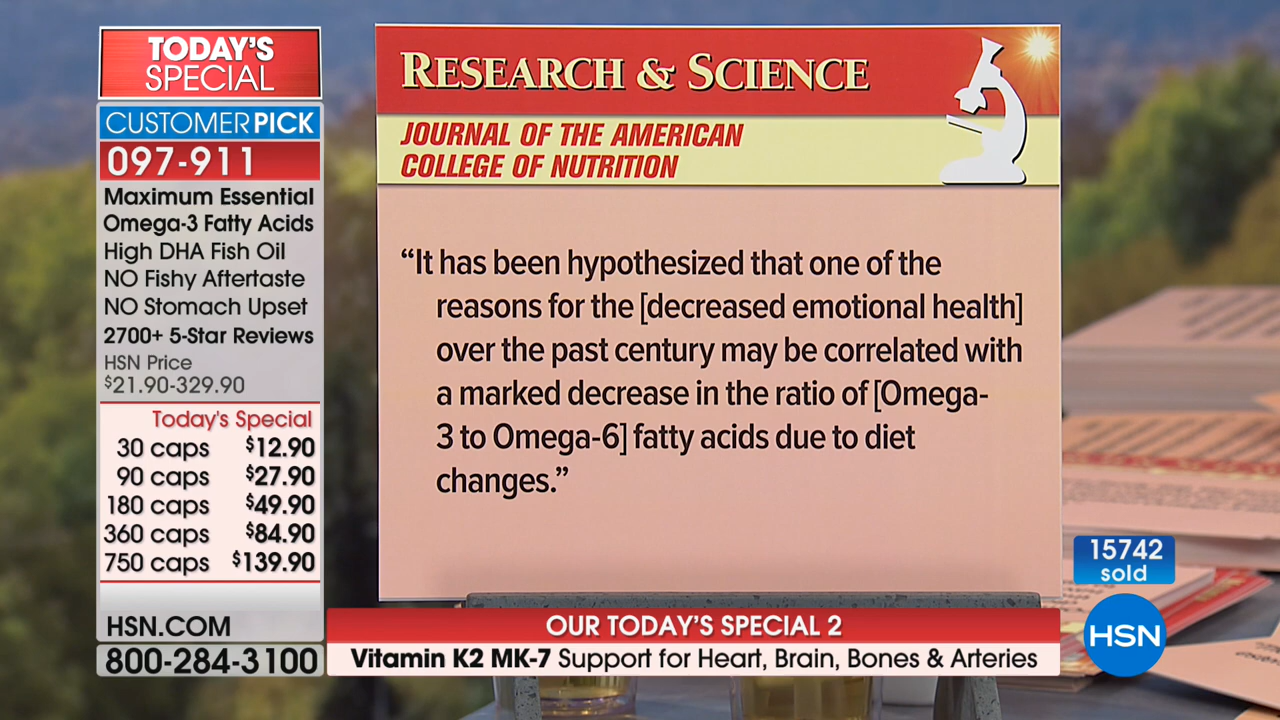 TODAY'S
SPECIAL
CUSTOMER PICK
097-911
Maximum Essential
Omega-3 Fatty Acids
High DHA Fish Oil
NO Fishy Aftertaste
NO Stomach Upset
2700+ 5-Star Reviews
HSN Price
$21.90-329.90
Today's Special
30 caps $12.90
90 caps $27.90
180 caps $49.90
360 caps $84.90
750 caps $139.90
HSN.COM
800-284-3100
RESEARCH & SCIENCE
JOURNAL OF THE AMERICAN
COLLEGE OF NUTRITION
“It has been hypothesized that one of the
reasons for the [decreased emotional health]
over the past century may be correlated with
a marked decrease in the ratio of [Omega-
3 to Omega-6] fatty acids due to diet
changes.”
15742
sold
HSN
OUR TODAY'S SPECIAL 2
Vitamin K2 MK-7 Support for Heart, Brain, Bones & Arteries